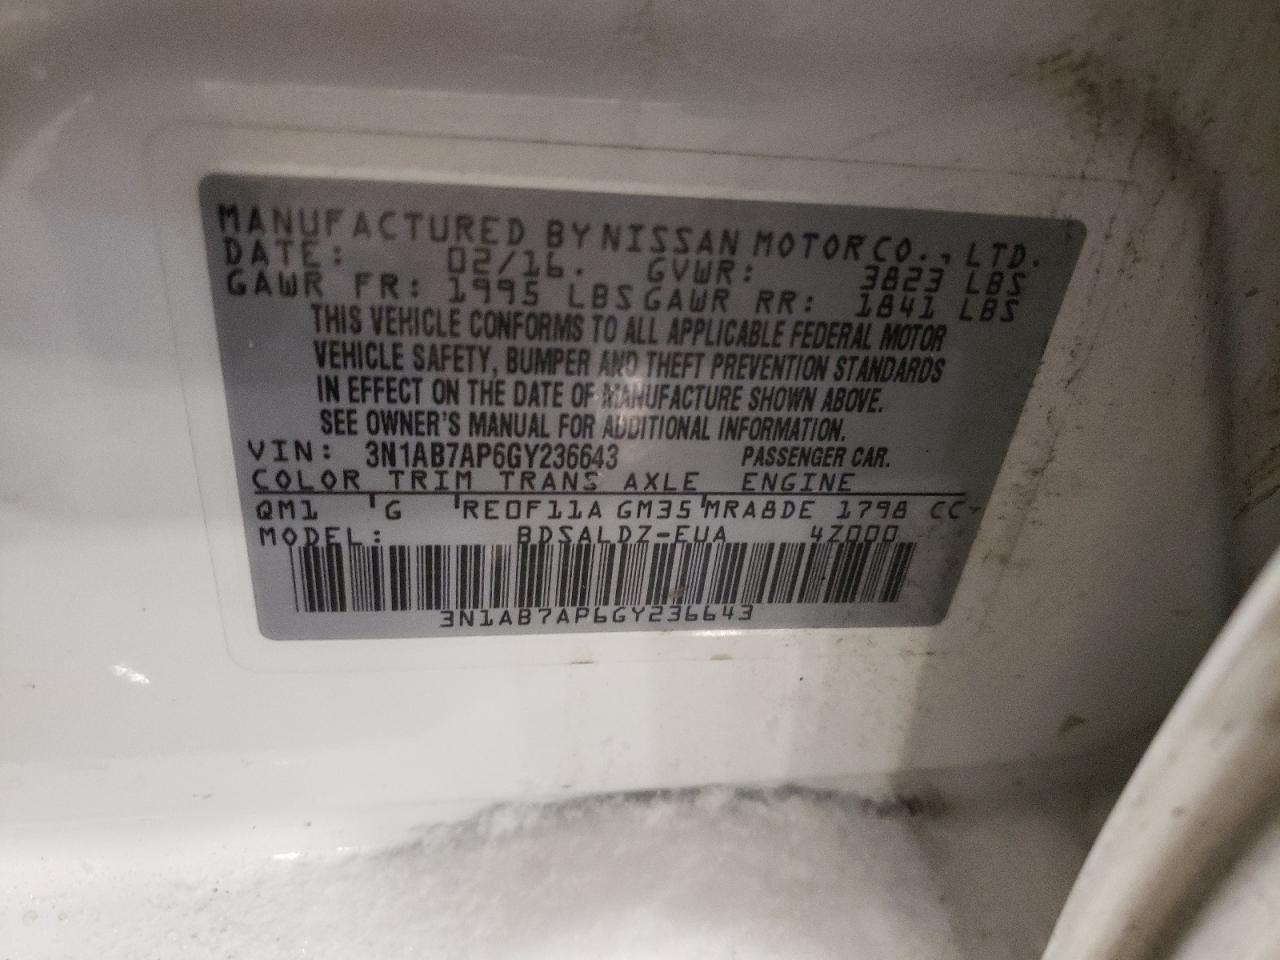 MANUFACTURED BY NISSAN MOTOR CO., LTD.
DATE: 02/16. GVWR: 3823 LBS
GAWR FR: 1995 LBS GAWR RR: 1841 LBS
THIS VEHICLE CONFORMS TO ALL APPLICABLE FEDERAL MOTOR
VEHICLE SAFETY, BUMPER AND THEFT PREVENTION STANDARDS
IN EFFECT ON THE DATE OF MANUFACTURE SHOWN ABOVE.
SEE OWNER'S MANUAL FOR ADDITIONAL INFORMATION.
VIN: 3N1AB7AP6GY236643 PASSENGER CAR.
COLOR TRIM TRANS AXLE ENGINE
QM1 G RE0F11A GM35 MRA8DE 1798 CC
MODEL: BDSALDZ-EUA 4Z000
3N1AB7AP6GY236643